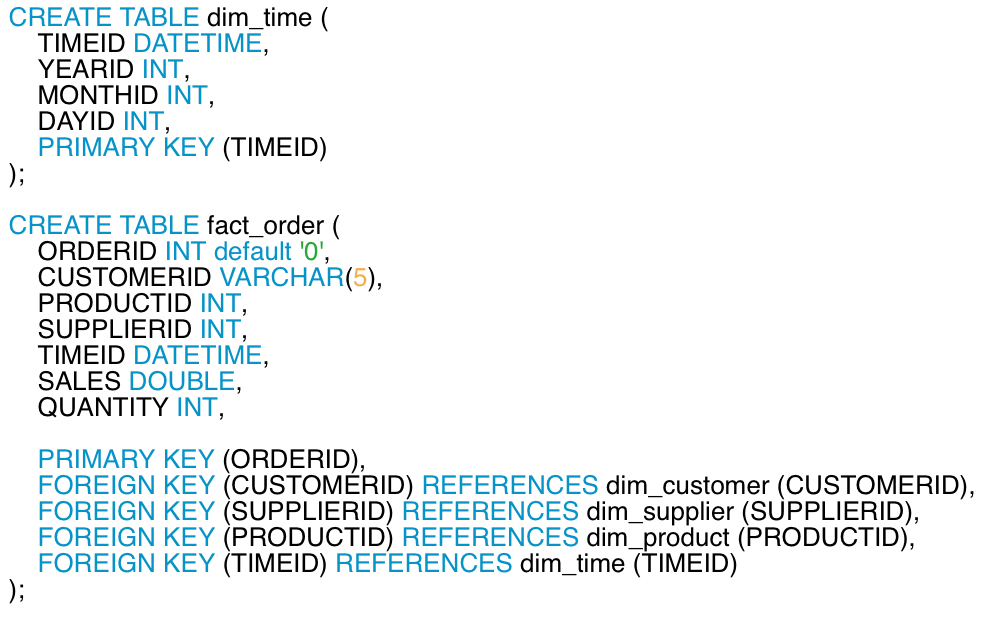 CREATE TABLE dim_time (
TIMEID DATETIME,
YEARID INT,
MONTHID INT,
DAYID INT,
PRIMARY KEY (TIMEID)
);
CREATE TABLE fact_order (
ORDERID INT default '0',
CUSTOMERID VARCHAR(5),
PRODUCTID INT,
SUPPLIERID INT,
TIMEID DATETIME,
SALES DOUBLE,
QUANTITY INT,
PRIMARY KEY (ORDERID),
FOREIGN KEY (CUSTOMERID) REFERENCES dim_customer (CUSTOMERID),
FOREIGN KEY (SUPPLIERID) REFERENCES dim_supplier (SUPPLIERID),
FOREIGN KEY (PRODUCTID) REFERENCES dim_product (PRODUCTID),
FOREIGN KEY (TIMEID) REFERENCES dim_time (TIMEID)
);